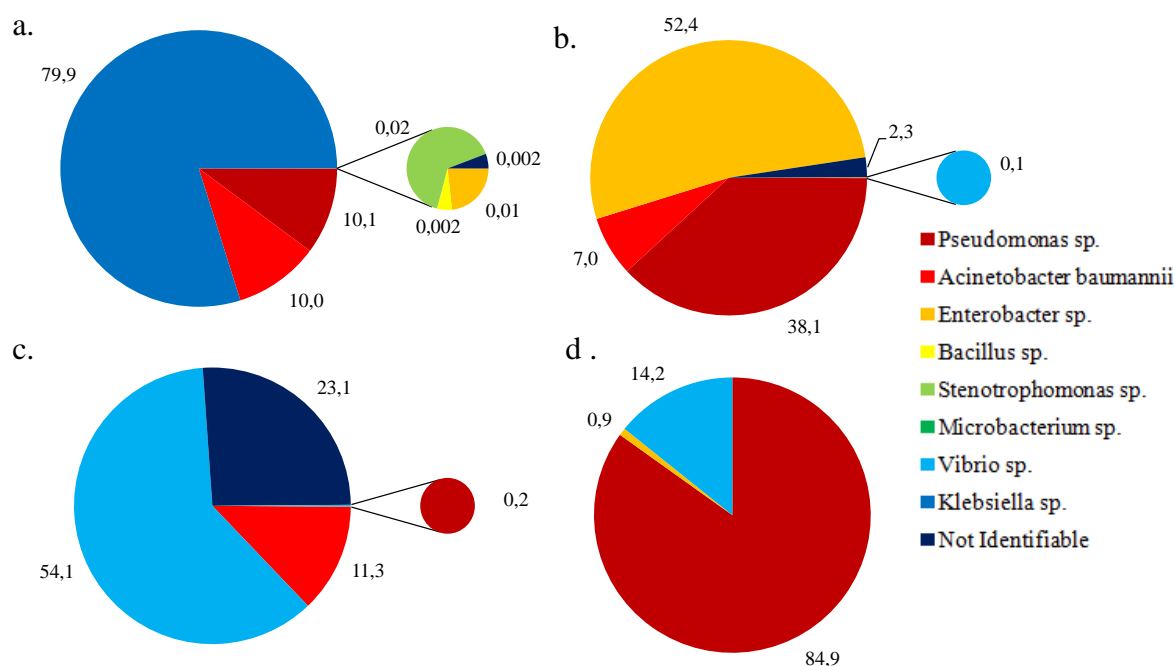 a.
79,9
0,02
0,002
0,01
0,002
10,1
10,0
b.
52,4
2,3
0,1
7,0
38,1
c.
23,1
0,2
11,3
54,1
d .
14,2
0,9
84,9
Pseudomonas sp.
Acinetobacter baumannii
Enterobacter sp.
Bacillus sp.
Stenotrophomonas sp.
Microbacterium sp.
Vibrio sp.
Klebsiella sp.
Not Identifiable